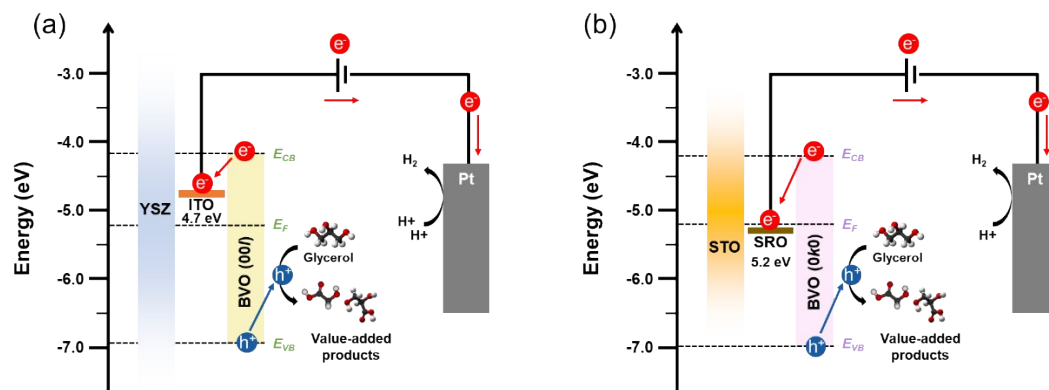 (a)
e⁻
-3.0
-4.0
-5.0
-6.0
-7.0
Energy (eV)
YSZ
e⁻
ITO
4.7 eV
e⁻
E_CB
E_F
E_VB
BVO (00l)
h⁺
h⁺
Glycerol
Value-added
products
e⁻
Pt
H₂
H+
H+
(b)
e⁻
-3.0
-4.0
-5.0
-6.0
-7.0
Energy (eV)
STO
e⁻
SRO
5.2 eV
e⁻
E_CB
E_F
E_VB
BVO (0k0)
h⁺
h⁺
Glycerol
Value-added
products
e⁻
Pt
H₂
H+
H+